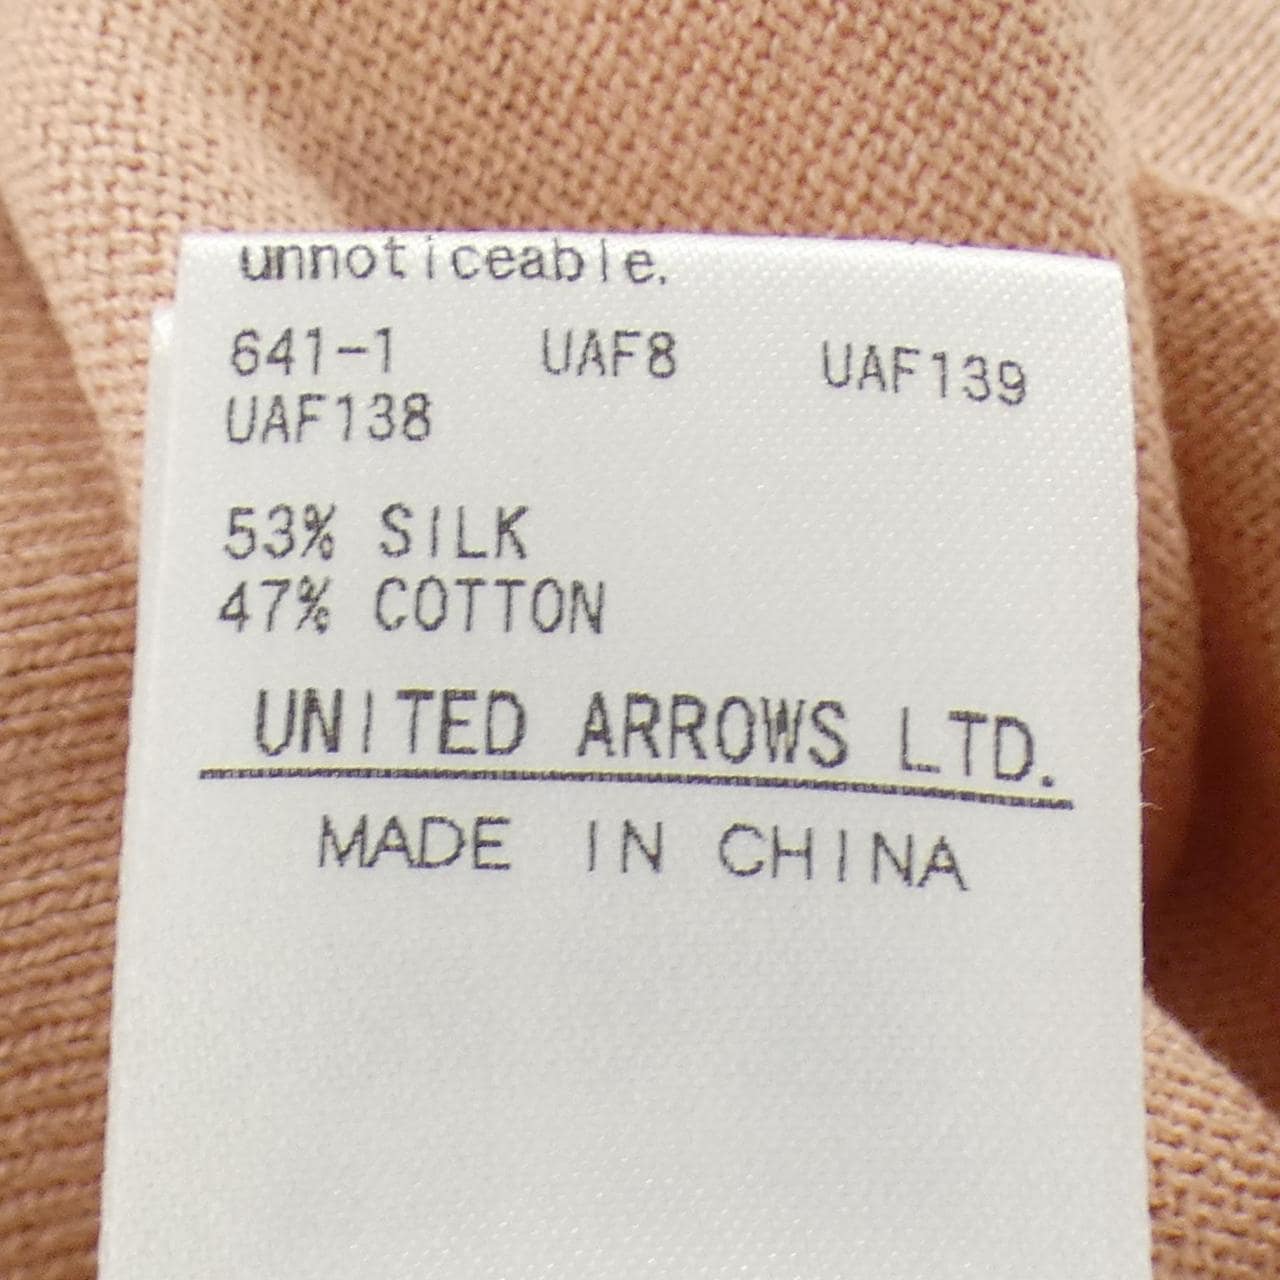 unnoticeable.
641-1 UAF8 UAF139
UAF138
53% SILK
47% COTTON
UNITED ARROWS LTD.
MADE IN CHINA